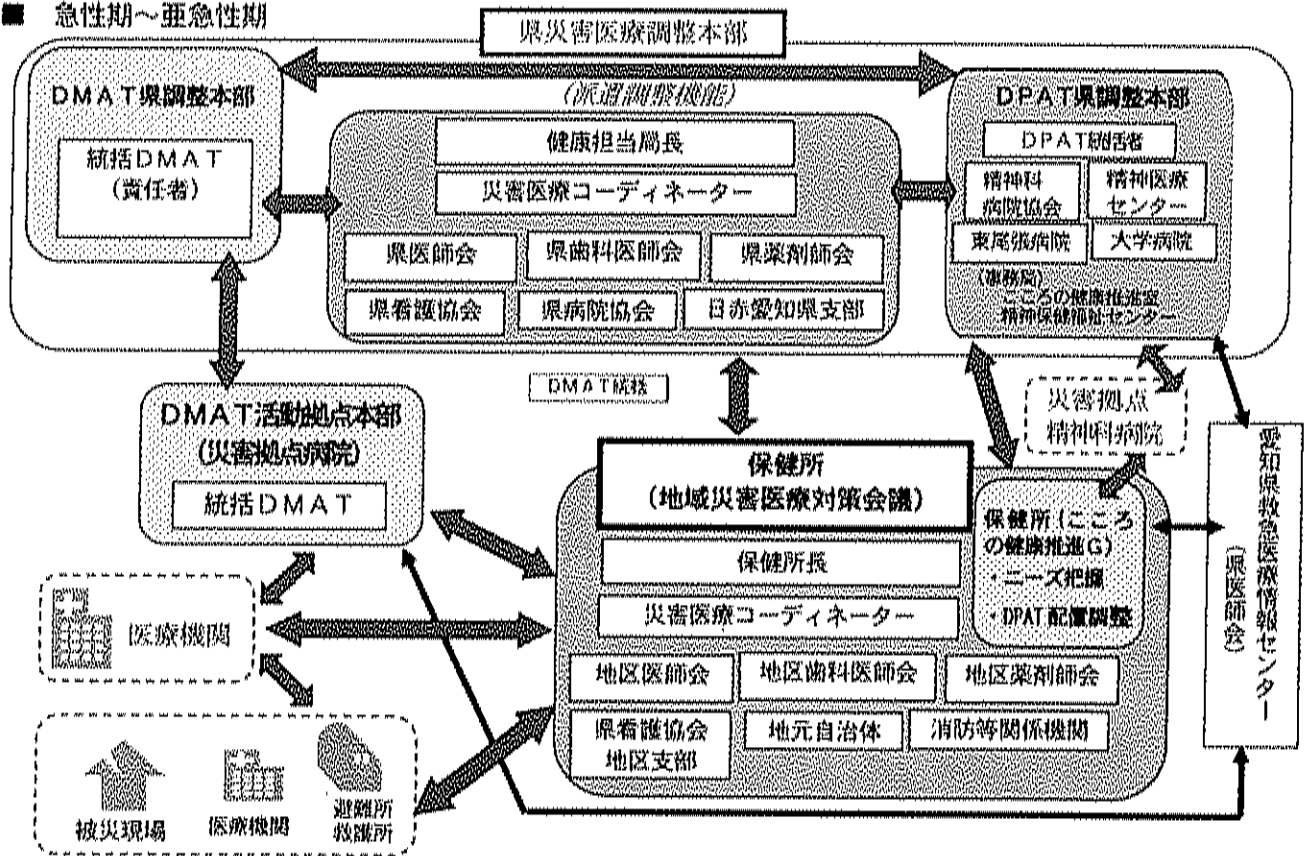 ■ 急性期～亜急性期
県災害医療調整本部
DMAT県調整本部
統括DMAT
(責任者)
(派遣調整機能)
健康担当局長
災害医療コーディネーター
県医師会
県歯科医師会
県薬剤師会
県看護協会
県病院協会
日赤愛知県支部
DPAT県調整本部
DPAT統括者
精神科
病院協会
精神医療
センター
東尾張病院
大学病院
(事務局)
こころの健康推進室
精神保健福祉センター
DMAT活動拠点本部
(災害拠点病院)
統括DMAT
DMAT
災害拠点
精神科病院
保健所
(地域災害医療対策会議)
保健所長
災害医療コーディネーター
保健所(こころ
の健康推進G)
・ニーズ把握
・DPAT配置調整
地区医師会
地区歯科医師会
地区薬剤師会
県看護協会
地区支部
地元自治体
消防等関係機関
愛知県救急医療情報センター
(県医師会)
医療機関
被災現場
医療機関
避難所
救護所